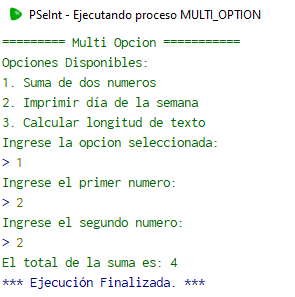 PSeInt - Ejecutando proceso MULTI_OPTION
========= Multi Opcion ===========
Opciones Disponibles:
1. Suma de dos numeros
2. Imprimir día de la semana
3. Calcular longitud de texto
Ingrese la opcion seleccionada:
> 1
Ingrese el primer numero:
> 2
Ingrese el segundo numero:
> 2
El total de la suma es: 4
*** Ejecución Finalizada. ***